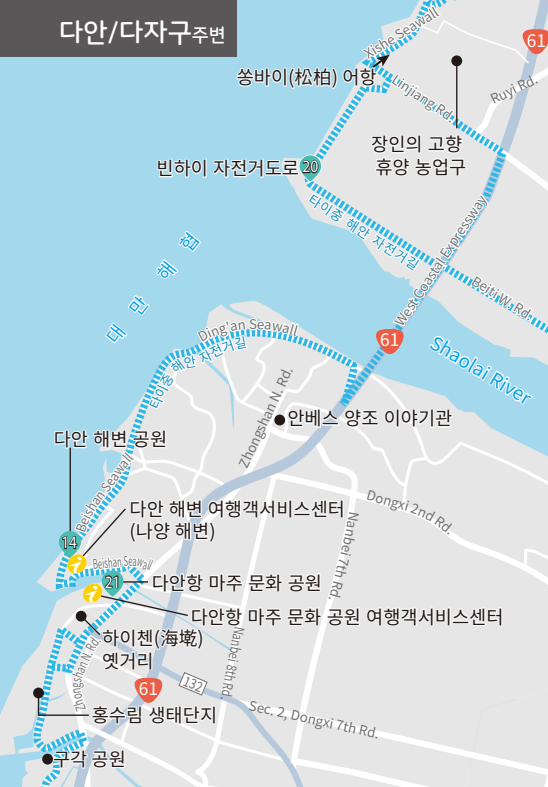 다안/다자구주변
Xishe Seawall
61
쏭바이(松柏) 어항
Linjiang Rd.
Ruyi Rd.
장인의 고향
휴양 농업구
빈하이 자전거도로
20
타이중 해안 자전거길
West Coastal Expressway
Beiti W. Rd.
대만 해협
Ding'an Seawall
타이중 해안 자전거길
61
Shaolai River
Zhongshan N. Rd.
안베스 양조 이야기관
다안 해변 공원
Beishan Seawall
Dongxi 2nd Rd.
다안 해변 여행객서비스센터
(나양 해변)
Nanbei 7th Rd.
14
Beishan Seawall
21
다안항 마주 문화 공원
다안항 마주 문화 공원 여행객서비스센터
하이첸(海墘)
옛거리
Nanbei 8th Rd.
Zhongshan N. Rd.
61
132
홍수림 생태단지
Sec. 2, Dongxi 7th Rd.
구각 공원